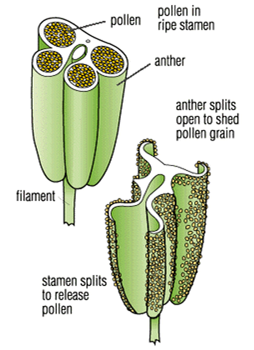 pollen
pollen in
ripe stamen
anther
anther splits
open to shed
pollen grain
filament
stamen splits
to release
pollen